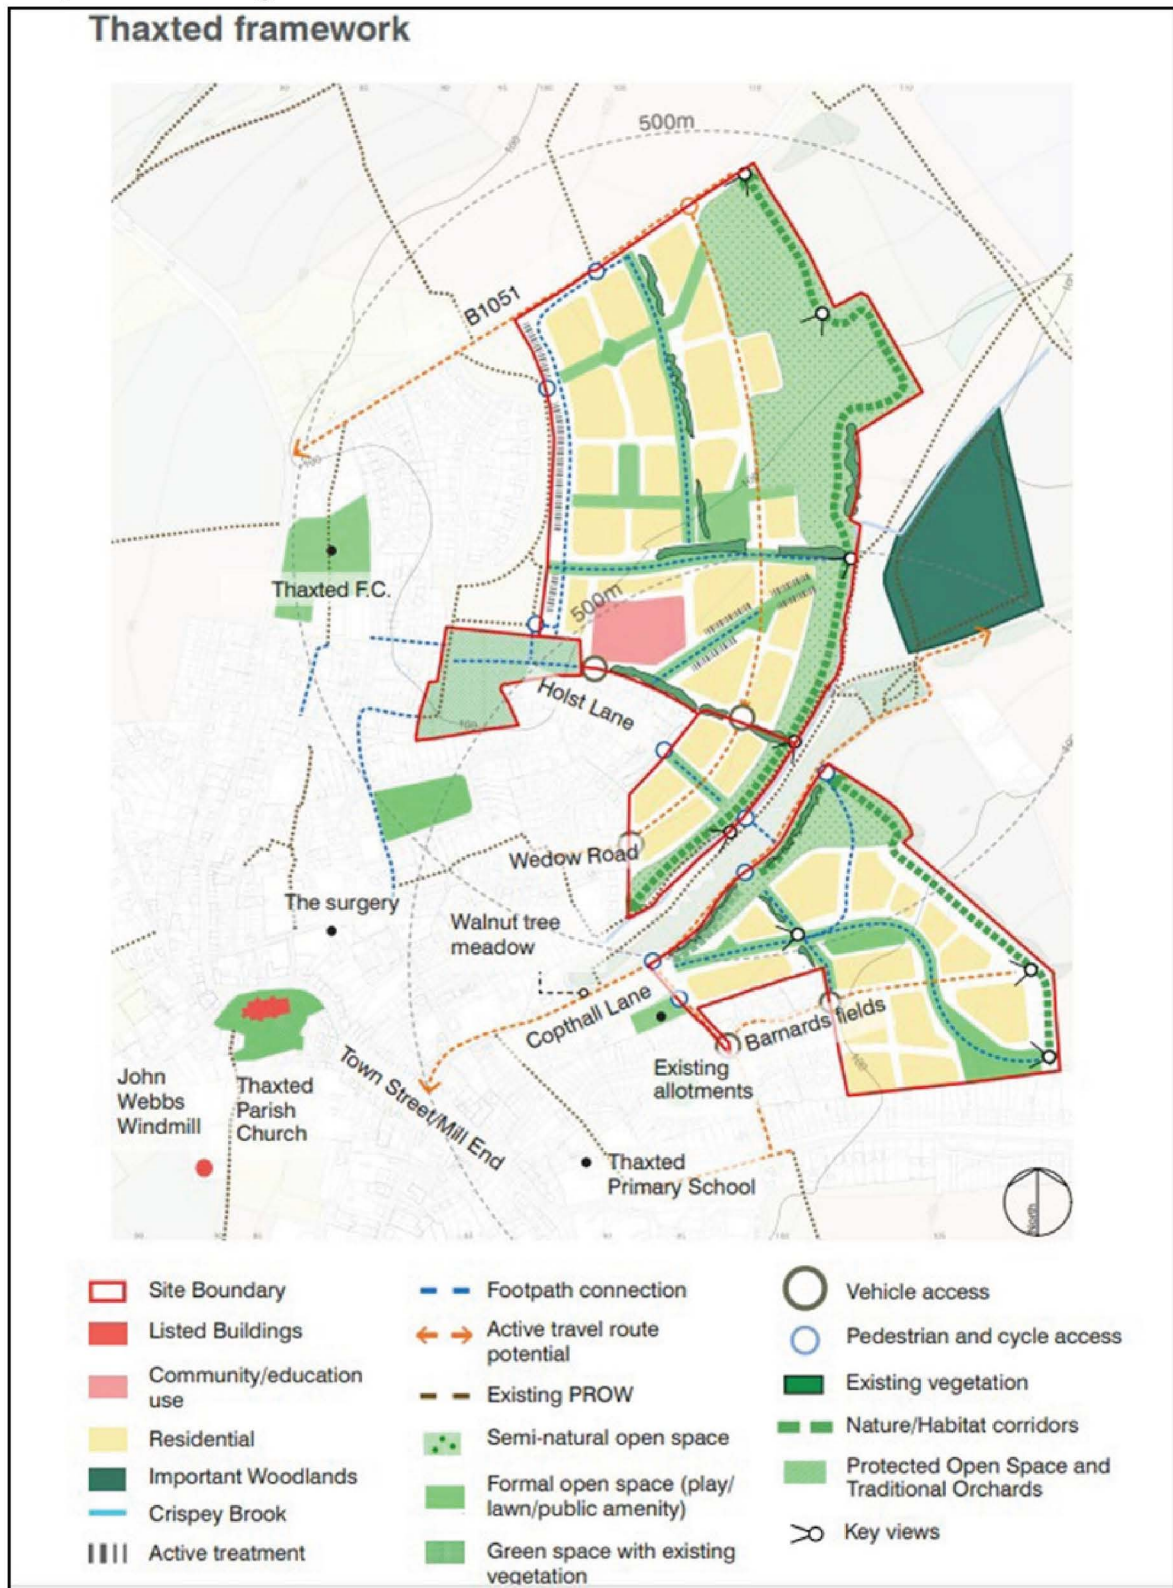 Thaxted framework
500m
B1051
Thaxted F.C.
500m
Holst Lane
Wedow Road
The surgery
Walnut tree
meadow
Copthall Lane
Barnards fields
Existing
allotments
Town Street/Mill End
John
Webbs
Windmill
Thaxted
Parish
Church
Thaxted
Primary School
North
Site Boundary
Listed Buildings
Community/education
use
Residential
Important Woodlands
Crispey Brook
Active treatment
Footpath connection
Active travel route
potential
Existing PROW
Semi-natural open space
Formal open space (play/
lawn/public amenity)
Green space with existing
vegetation
Vehicle access
Pedestrian and cycle access
Existing vegetation
Nature/Habitat corridors
Protected Open Space and
Traditional Orchards
Key views